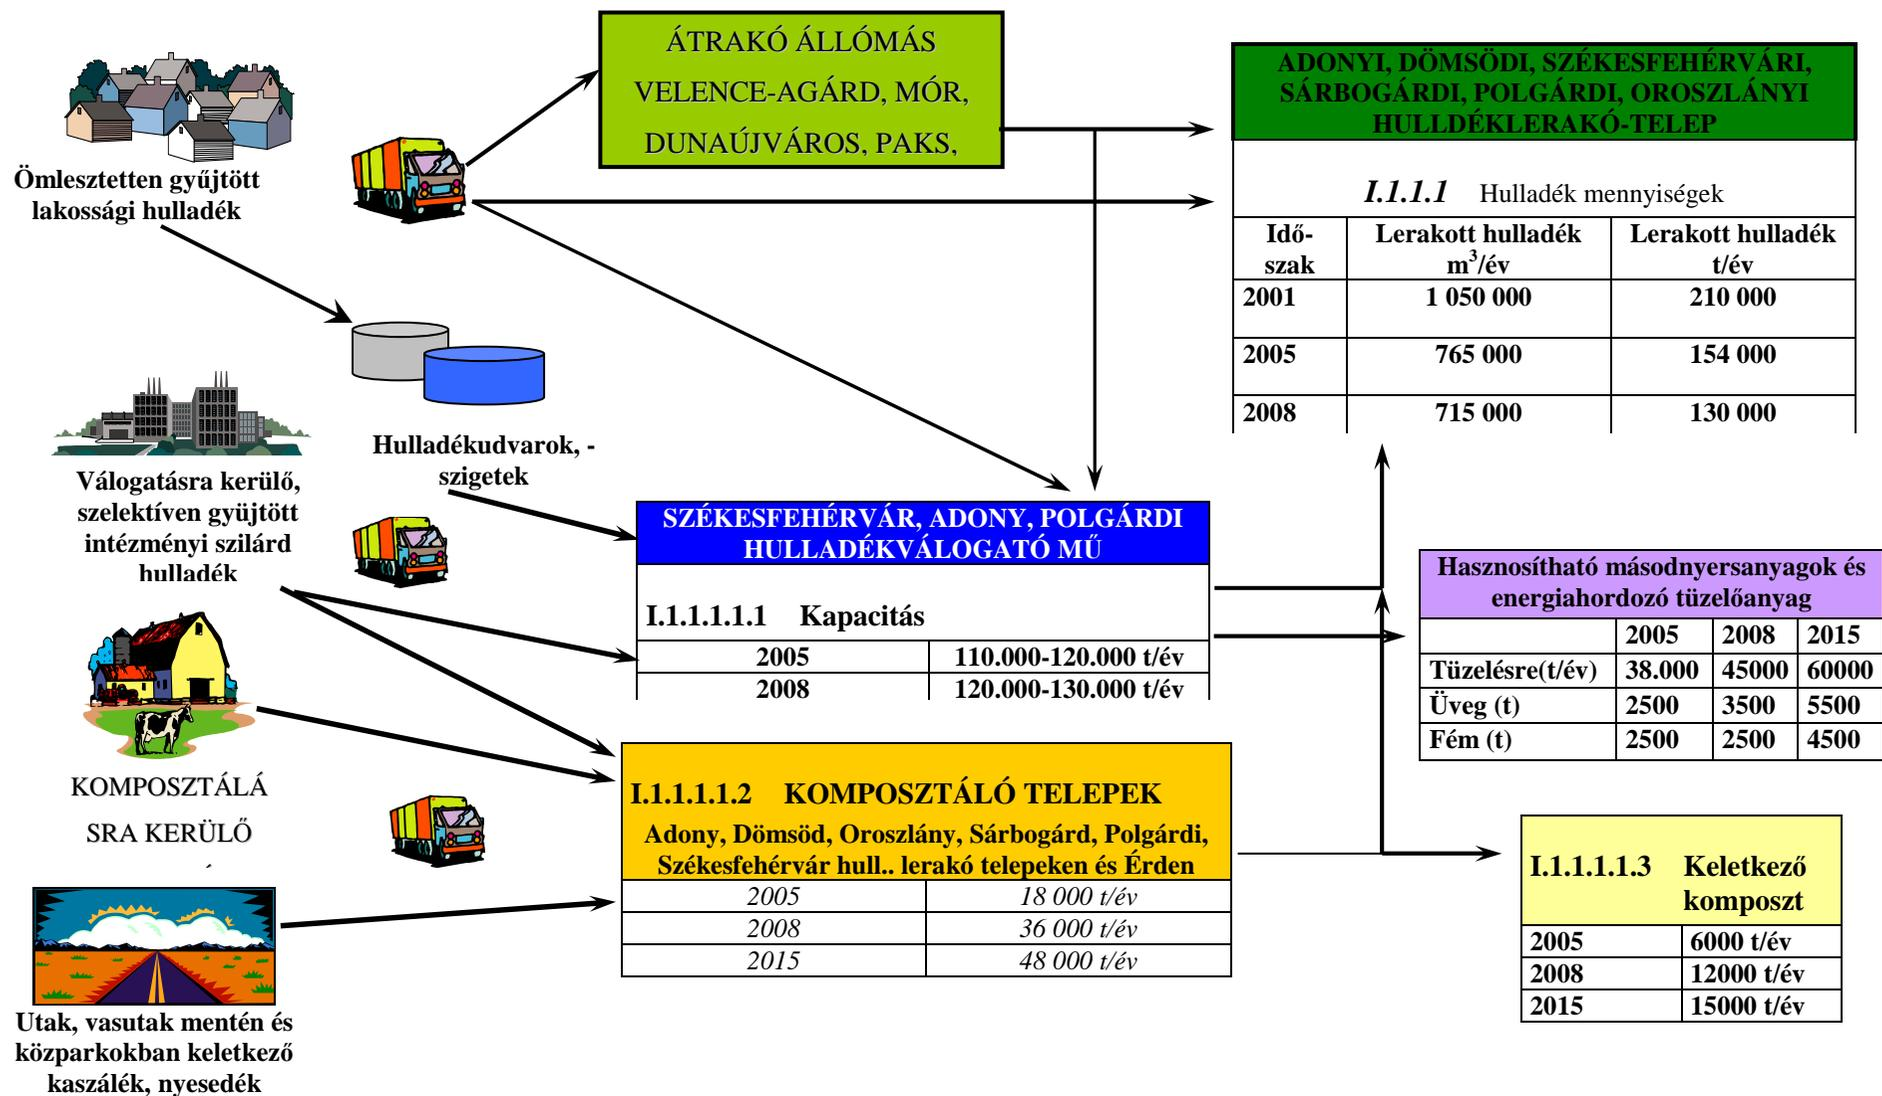 ÁTRAKÓ ÁLLÓMÁS
VELENCE-AGÁRD, MÓR,
DUNAÚJVÁROS, PAKS,
ADONYI, DÖMSÖDI, SZÉKESFEHÉRVÁRI,
SÁRBOGÁRDI, POLGÁRDI, OROSZLÁNYI
HULLDÉKLERAKÓ-TELEP
I.1.1.1 Hulladék mennyiségek
Idő-
szak
Lerakott hulladék
m³/év
Lerakott hulladék
t/év
2001 1 050 000 210 000
2005 765 000 154 000
2008 715 000 130 000
Ömlesztetten gyűjtött
lakossági hulladék
Hulladékudvarok, -
szigetek
Válogatásra kerülő,
szelektíven gyüjtött
intézményi szilárd
hulladék
SZÉKESFEHÉRVÁR, ADONY, POLGÁRDI
HULLADÉKVÁLOGATÓ MŰ
I.1.1.1.1.1 Kapacitás
2005 110.000-120.000 t/év
2008 120.000-130.000 t/év
Hasznosítható másodnyersanyagok és
energiahordozó tüzelőanyag
2005 2008 2015
Tüzelésre(t/év) 38.000 45000 60000
Üveg (t) 2500 3500 5500
Fém (t) 2500 2500 4500
KOMPOSZTÁLÁ
SRA KERÜLŐ
I.1.1.1.1.2 KOMPOSZTÁLÓ TELEPEK
Adony, Dömsöd, Oroszlány, Sárbogárd, Polgárdi,
Székesfehérvár hull.. lerakó telepeken és Érden
2005 18 000 t/év
2008 36 000 t/év
2015 48 000 t/év
I.1.1.1.1.3 Keletkező
komposzt
2005 6000 t/év
2008 12000 t/év
2015 15000 t/év
Utak, vasutak mentén és
közparkokban keletkező
kaszálék, nyesedék